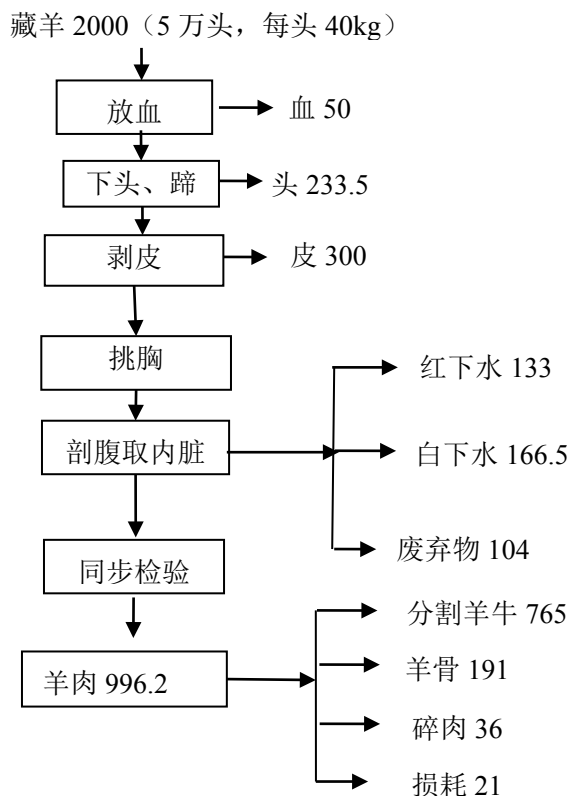 藏羊 2000（5 万头，每头 40kg）
放血
血 50
下头、蹄
头 233.5
剥皮
皮 300
挑胸
红下水 133
剖腹取内脏
白下水 166.5
废弃物 104
同步检验
分割羊牛 765
羊肉 996.2
羊骨 191
碎肉 36
损耗 21